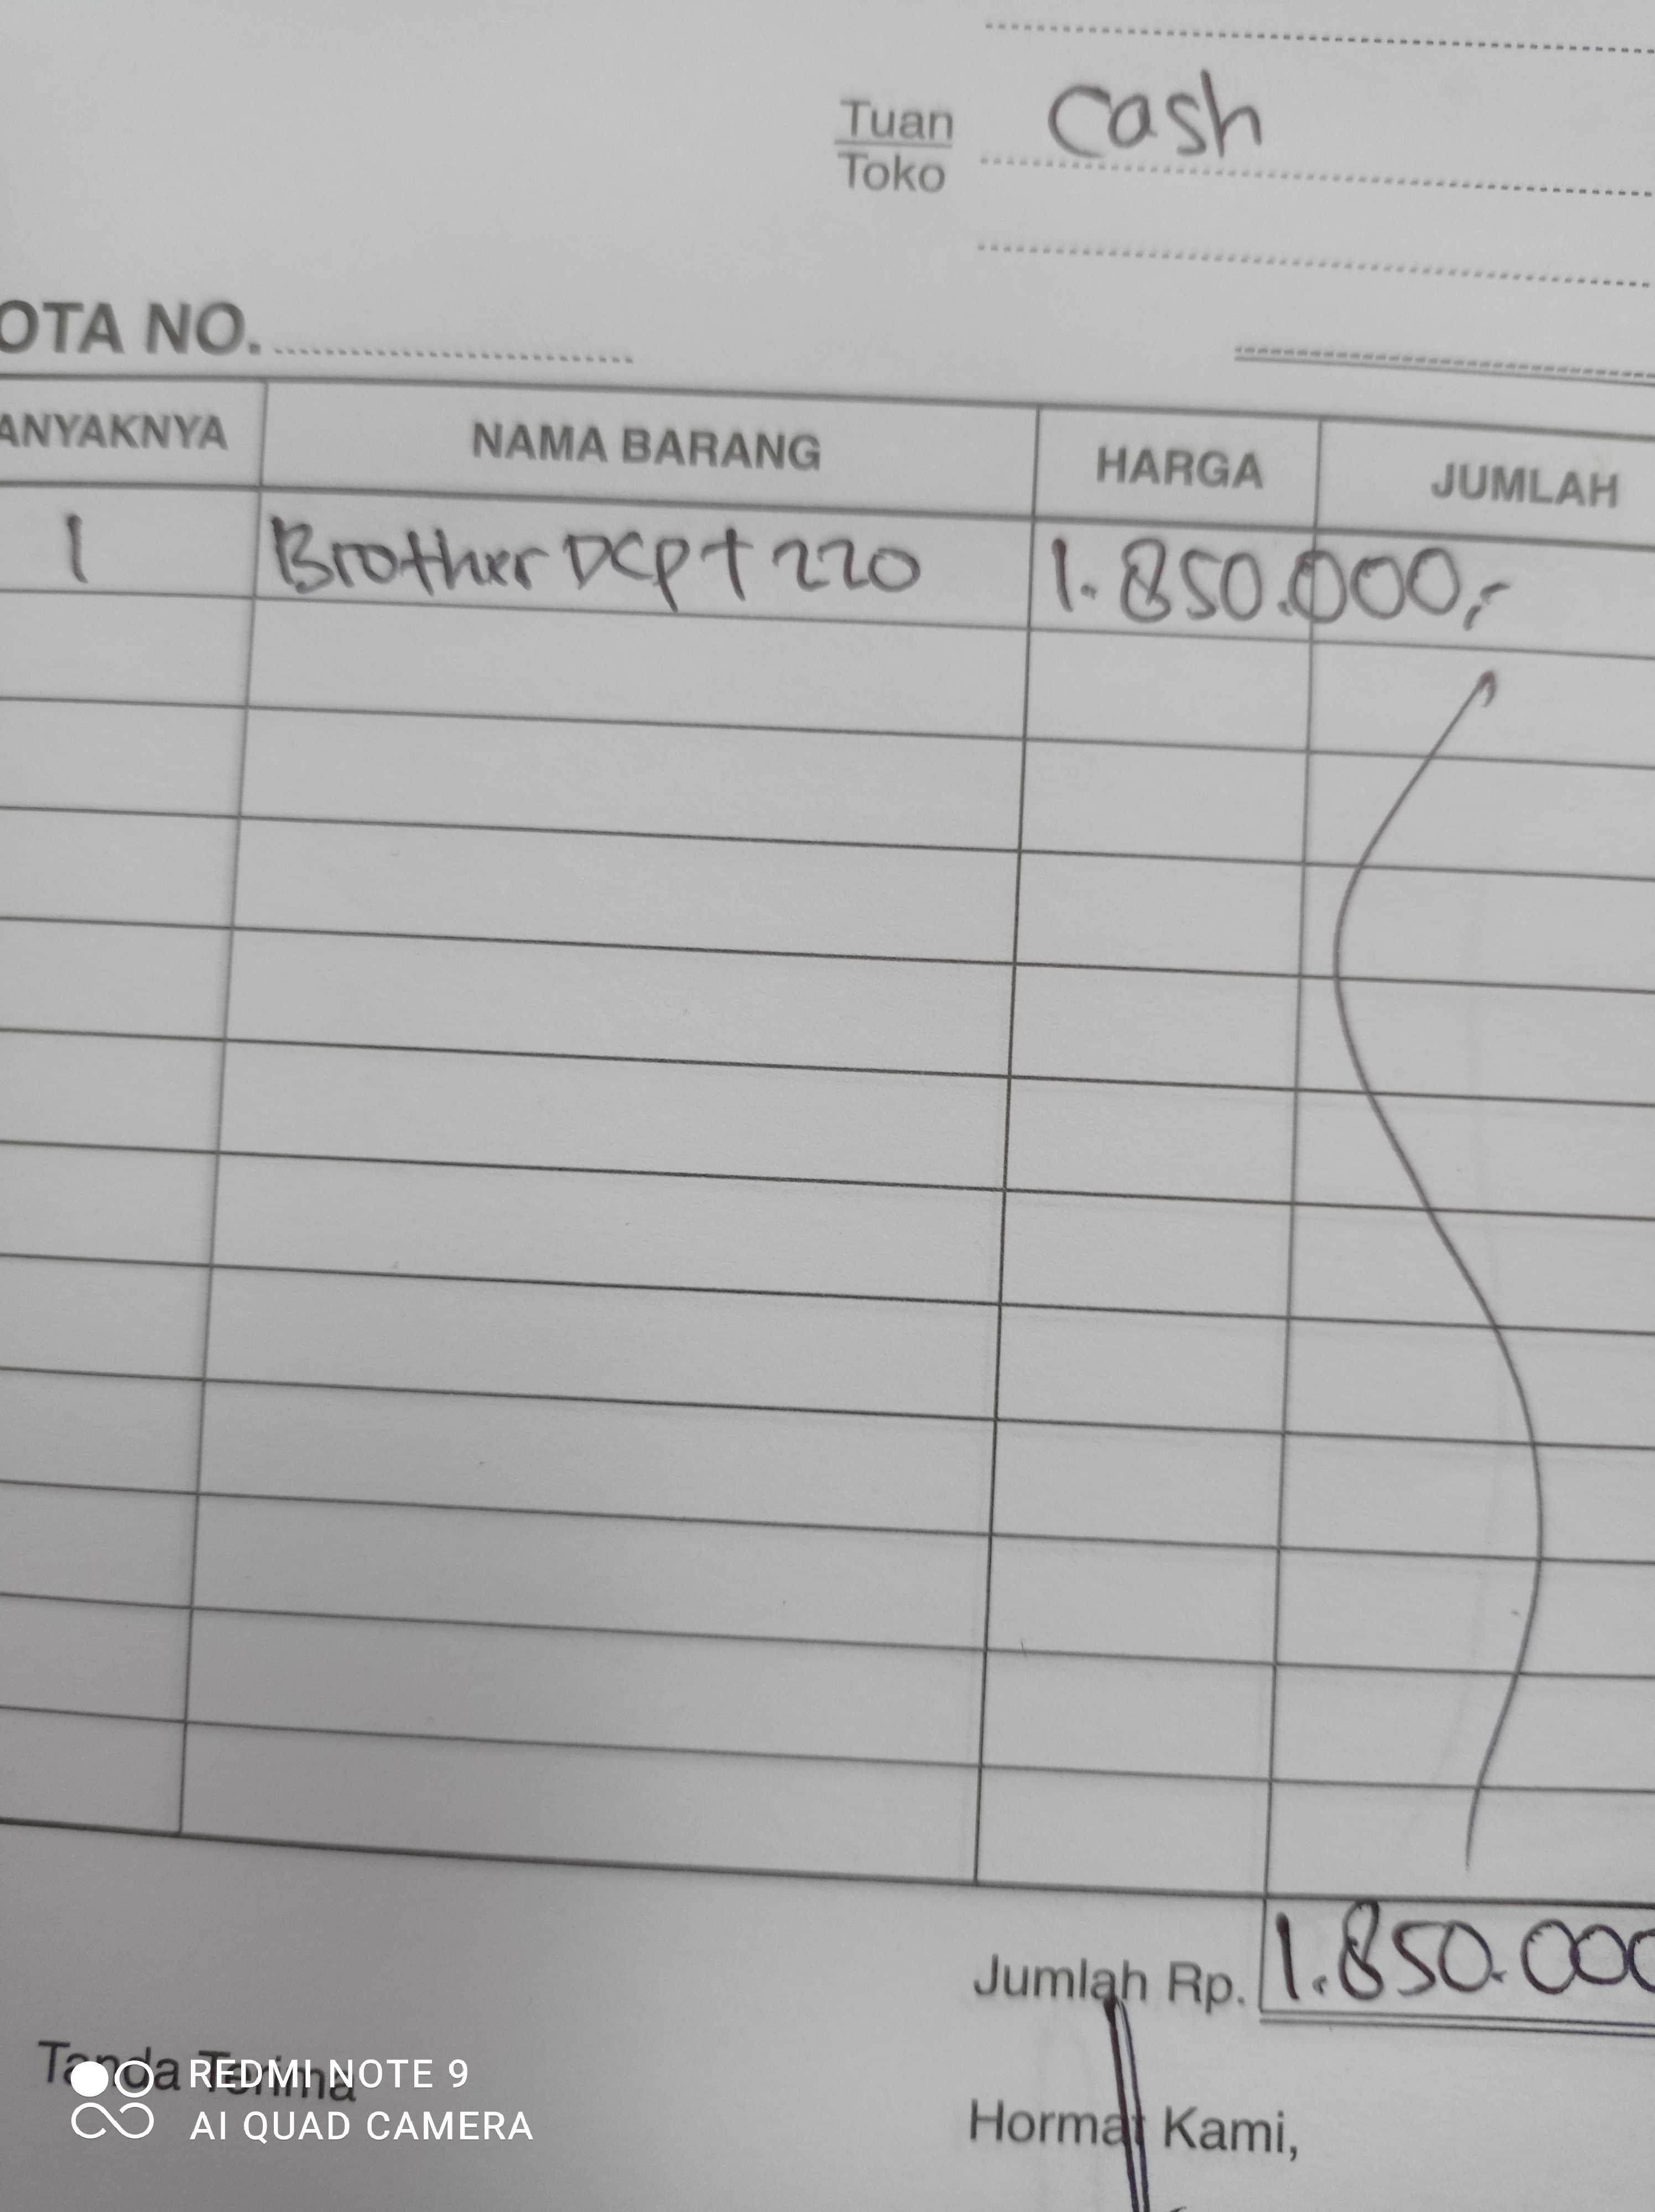 Tuan
Toko
Cash
OTA NO.
ANYAKNYA NAMA BARANG HARGA JUMLAH
1 Brother DCP T 220 1.850.000,-
Jumlah Rp. 1.850.000
Tanda Terima
Hormat Kami,
REDMI NOTE 9
AI QUAD CAMERA